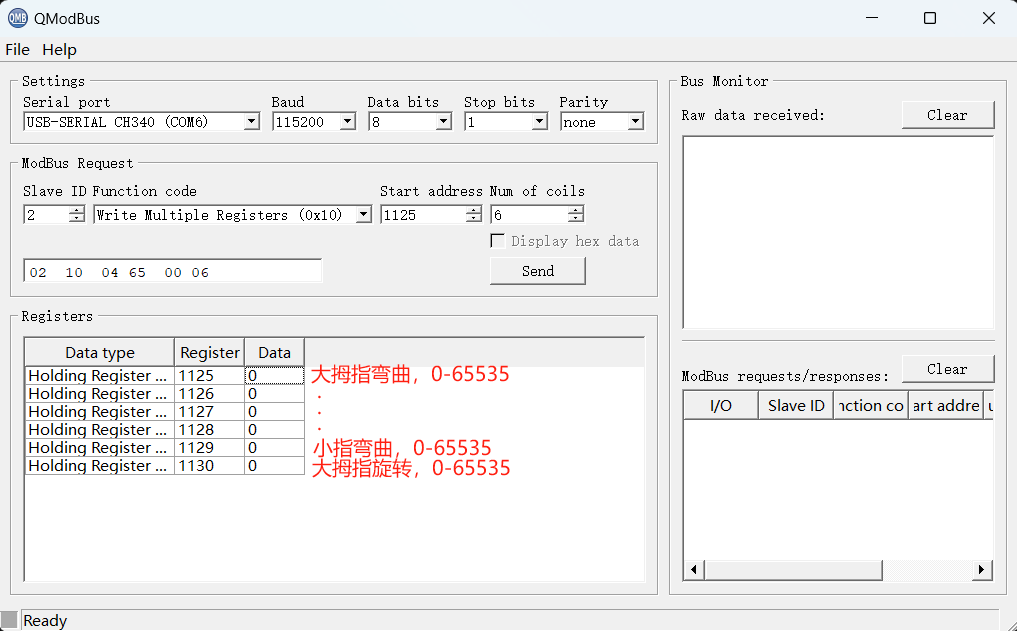 QModBus
File Help
Settings
Serial port Baud Data bits Stop bits Parity
USB-SERIAL CH340 (COM6) 115200 8 1 none
ModBus Request
Slave ID Function code Start address Num of coils
2 Write Multiple Registers (0x10) 1125 6
Display hex data
02 10 04 65 00 06 Send
Registers
Data type Register Data
Holding Register ... 1125 0 大拇指弯曲，0-65535
Holding Register ... 1126 0 .
Holding Register ... 1127 0 .
Holding Register ... 1128 0 .
Holding Register ... 1129 0 小指弯曲，0-65535
Holding Register ... 1130 0 大拇指旋转，0-65535
Bus Monitor
Raw data received: Clear
ModBus requests/responses: Clear
I/O Slave ID nction co art addre u
Ready